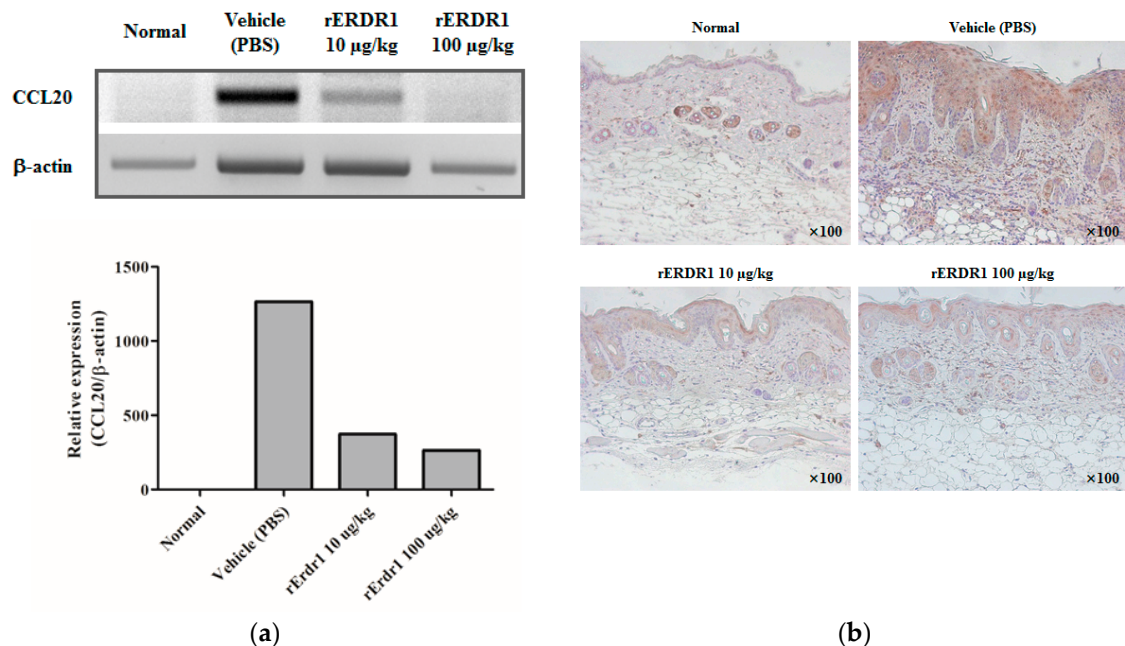 Normal
Vehicle
(PBS)
rERDR1
10 µg/kg
rERDR1
100 µg/kg
CCL20
β-actin
Relative expression
(CCL20/β-actin)
1500
1000
500
0
Normal
Vehicle (PBS)
rErdr1 10 ug/kg
rErdr1 100 ug/kg
(a)
Normal
Vehicle (PBS)
×100
×100
rERDR1 10 µg/kg
rERDR1 100 µg/kg
×100
×100
(b)